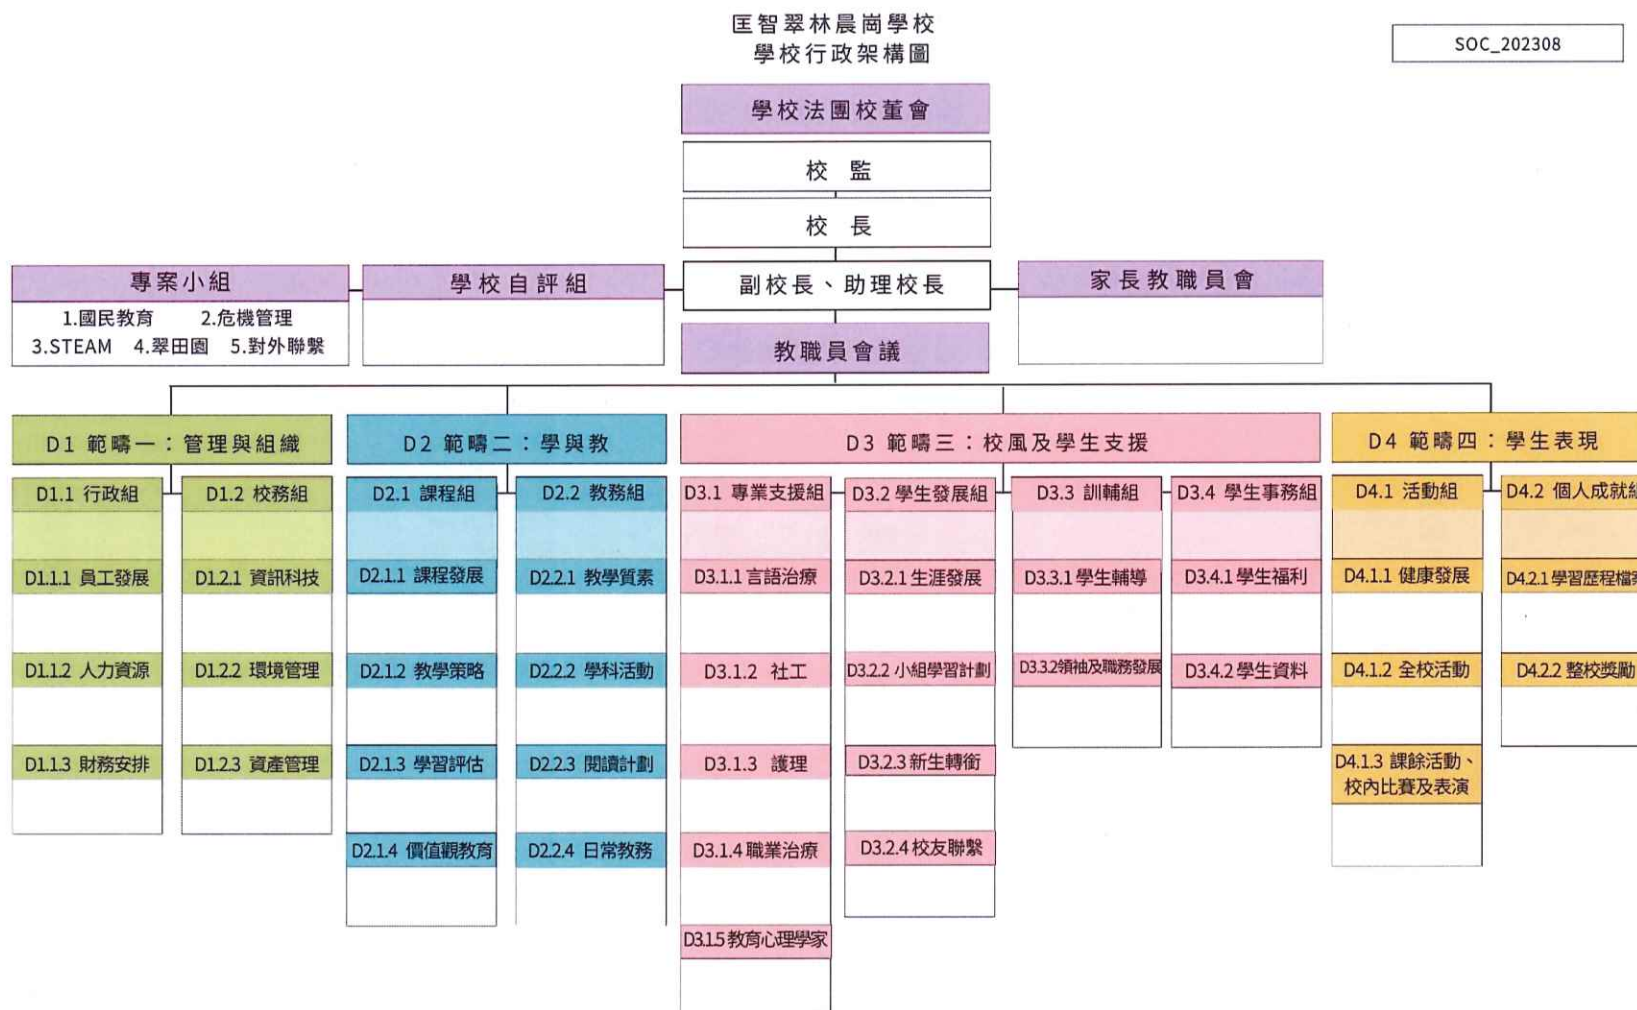 匡智翠林晨崗學校
學校行政架構圖
SOC_202308
學校法團校董會
校 監
校 長
專案小組
學校自評組
副校長、助理校長
家長教職員會
1.國民教育 2.危機管理
3.STEAM 4.翠田園 5.對外聯繫
教職員會議
D1 範疇一：管理與組織
D2 範疇二：學與教
D3 範疇三：校風及學生支援
D4 範疇四：學生表現
D1.1 行政組
D1.2 校務組
D2.1 課程組
D2.2 教務組
D3.1 專業支援組
D3.2 學生發展組
D3.3 訓輔組
D3.4 學生事務組
D4.1 活動組
D4.2 個人成就組
D1.1.1 員工發展
D1.2.1 資訊科技
D2.1.1 課程發展
D2.2.1 教學質素
D3.1.1 言語治療
D3.2.1 生涯發展
D3.3.1 學生輔導
D3.4.1 學生福利
D4.1.1 健康發展
D4.2.1 學習歷程檔案
D1.1.2 人力資源
D1.2.2 環境管理
D2.1.2 教學策略
D2.2.2 學科活動
D3.1.2 社工
D3.2.2 小組學習計劃
D3.3.2領袖及職務發展
D3.4.2 學生資料
D4.1.2 全校活動
D4.2.2 整校獎勵
D1.1.3 財務安排
D1.2.3 資產管理
D2.1.3 學習評估
D2.2.3 閱讀計劃
D3.1.3 護理
D3.2.3 新生轉銜
D4.1.3 課餘活動、
校內比賽及表演
D2.1.4 價值觀教育
D2.2.4 日常教務
D3.1.4 職業治療
D3.2.4 校友聯繫
D3.1.5 教育心理學家